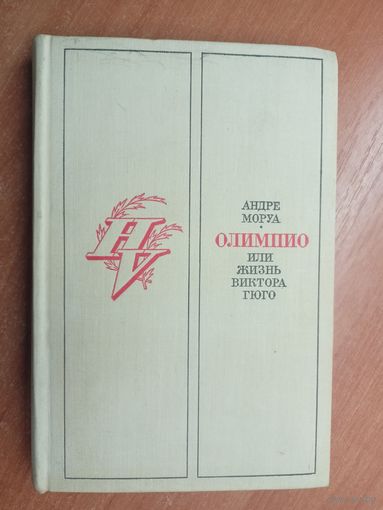 АНДРЕ
МОРУА
•
ОЛИМПИО
ИЛИ
ЖИЗНЬ
ВИКТОРА
ГЮГО